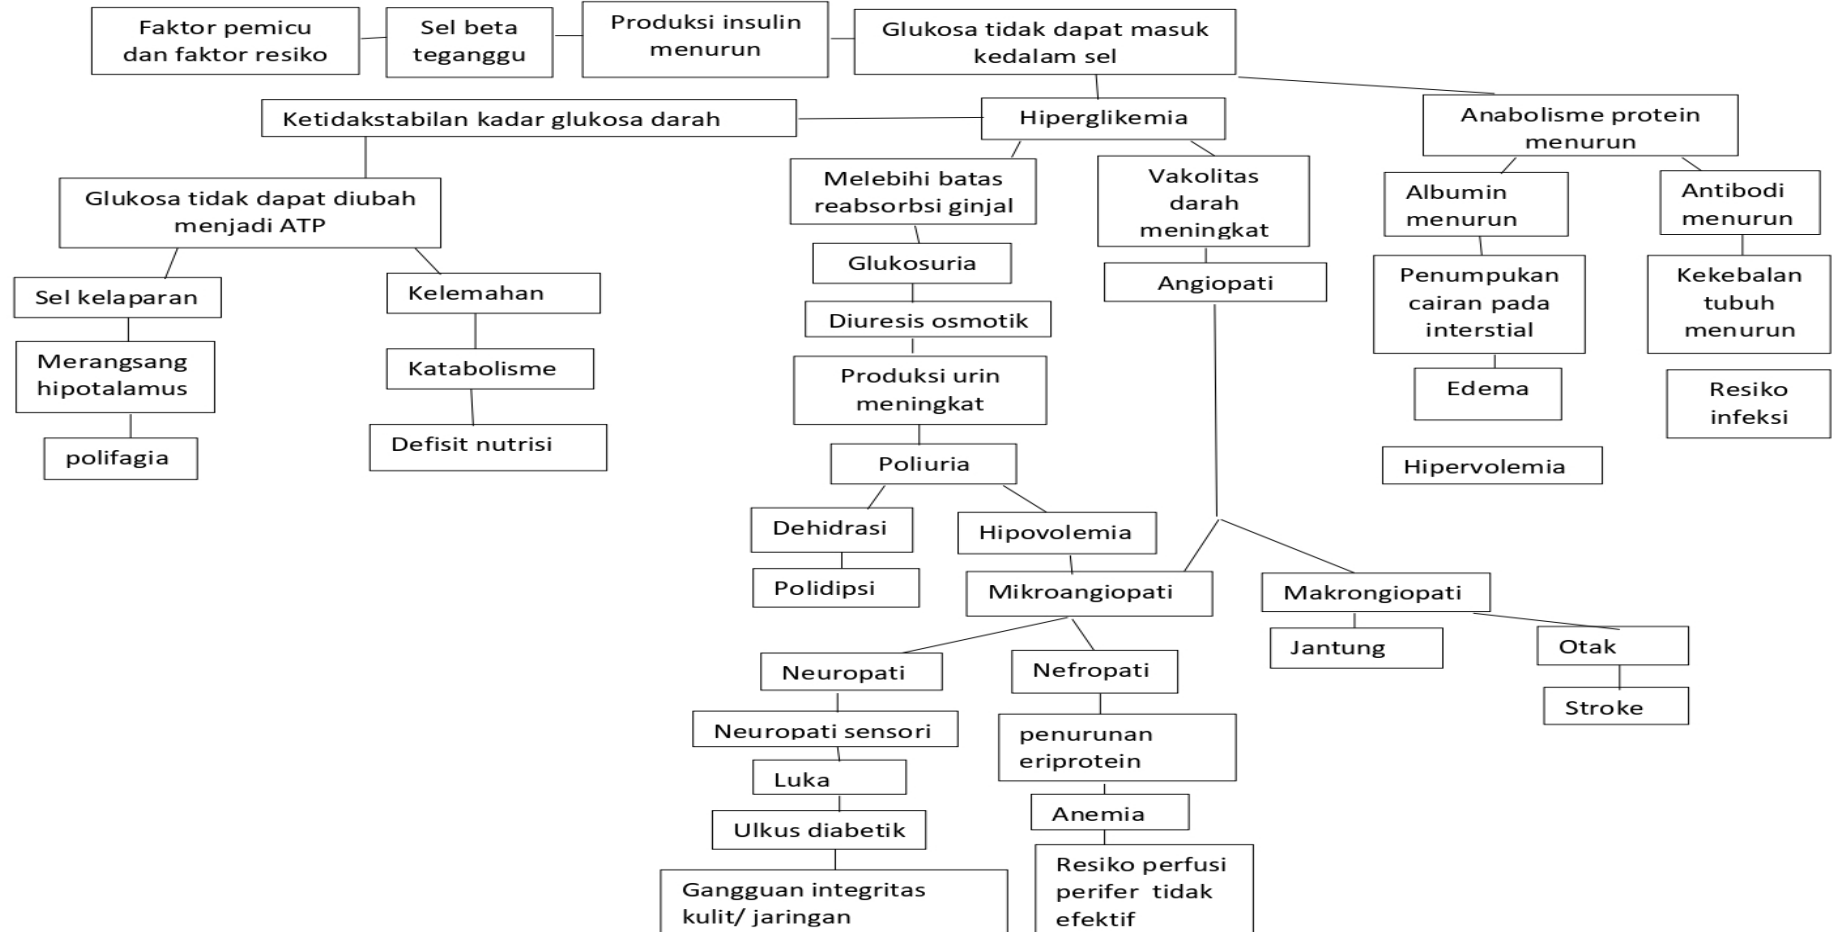 Faktor pemicu
dan faktor resiko
Sel beta
teganggu
Produksi insulin
menurun
Glukosa tidak dapat masuk
kedalam sel
Ketidakstabilan kadar glukosa darah
Hiperglikemia
Anabolisme protein
menurun
Glukosa tidak dapat diubah
menjadi ATP
Melebihi batas
reabsorbsi ginjal
Vakolitas
darah
meningkat
Albumin
menurun
Antibodi
menurun
Sel kelaparan
Kelemahan
Glukosuria
Angiopati
Penumpukan
cairan pada
interstial
Kekebalan
tubuh
menurun
Merangsang
hipotalamus
Katabolisme
Diuresis osmotik
Produksi urin
meningkat
Edema
Resiko
infeksi
polifagia
Defisit nutrisi
Poliuria
Hipervolemia
Dehidrasi
Hipovolemia
Polidipsi
Mikroangiopati
Makrongiopati
Jantung
Otak
Neuropati
Nefropati
Stroke
Neuropati sensori
penurunan
eriprotein
Luka
Anemia
Ulkus diabetik
Gangguan integritas
kulit/ jaringan
Resiko perfusi
perifer tidak
efektif